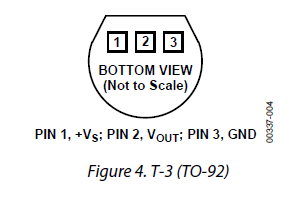 1 2 3
BOTTOM VIEW
(Not to Scale)
PIN 1, +VS; PIN 2, VOUT; PIN 3, GND
00337-004
Figure 4. T-3 (TO-92)